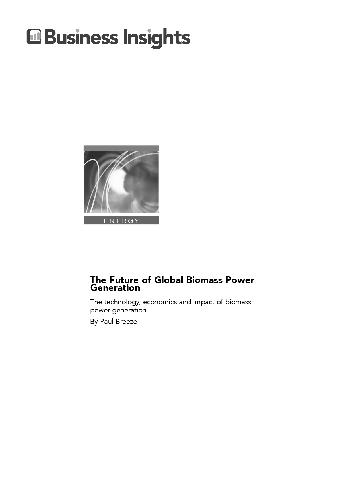 Business Insights
ENERGY
The Future of Global Biomass Power
Generation
The technology, economics and impact of biomass
power generation
By Paul Breeze